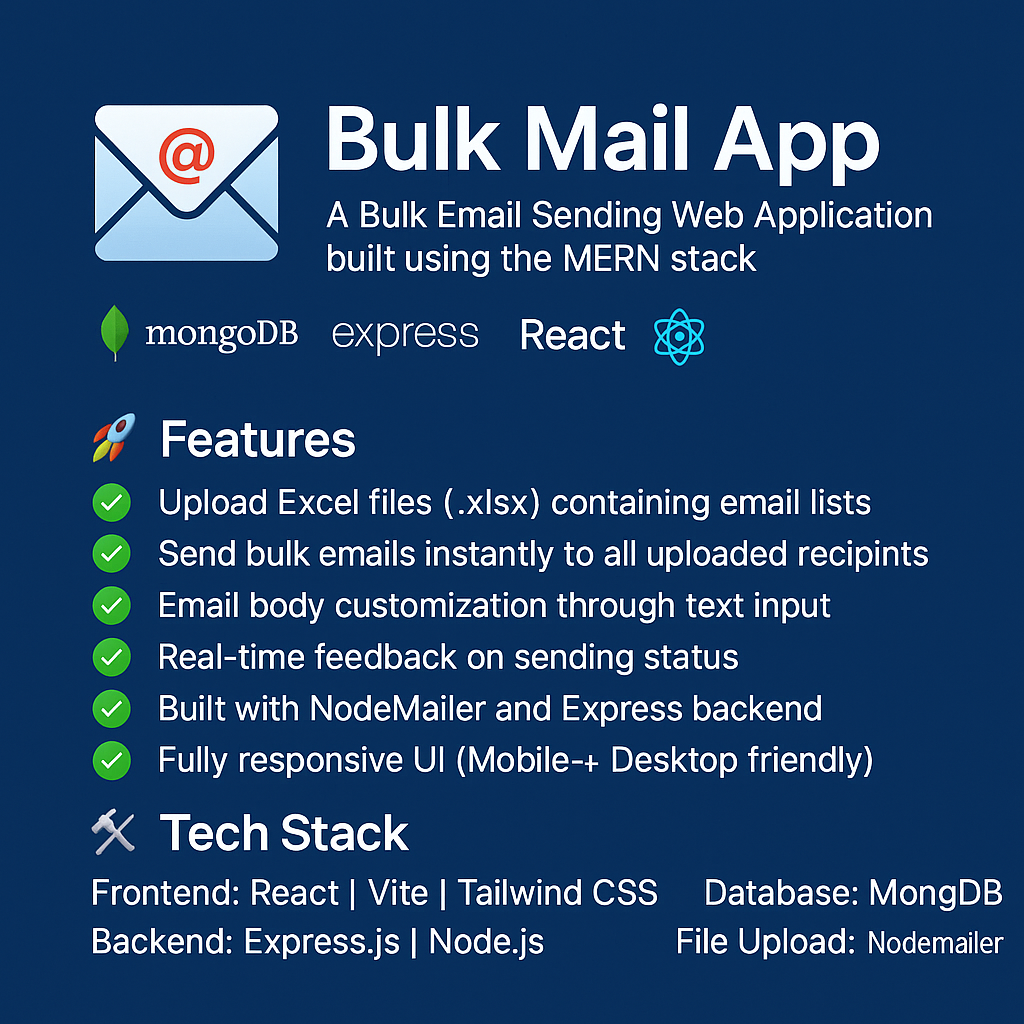 @
Bulk Mail App
A Bulk Email Sending Web Application
built using the MERN stack
mongoDB express React
Features
Upload Excel files (.xlsx) containing email lists
Send bulk emails instantly to all uploaded recipints
Email body customization through text input
Real-time feedback on sending status
Built with NodeMailer and Express backend
Fully responsive UI (Mobile-+ Desktop friendly)
Tech Stack
Frontend: React | Vite | Tailwind CSS Database: MongDB
Backend: Express.js | Node.js File Upload: Nodemailer